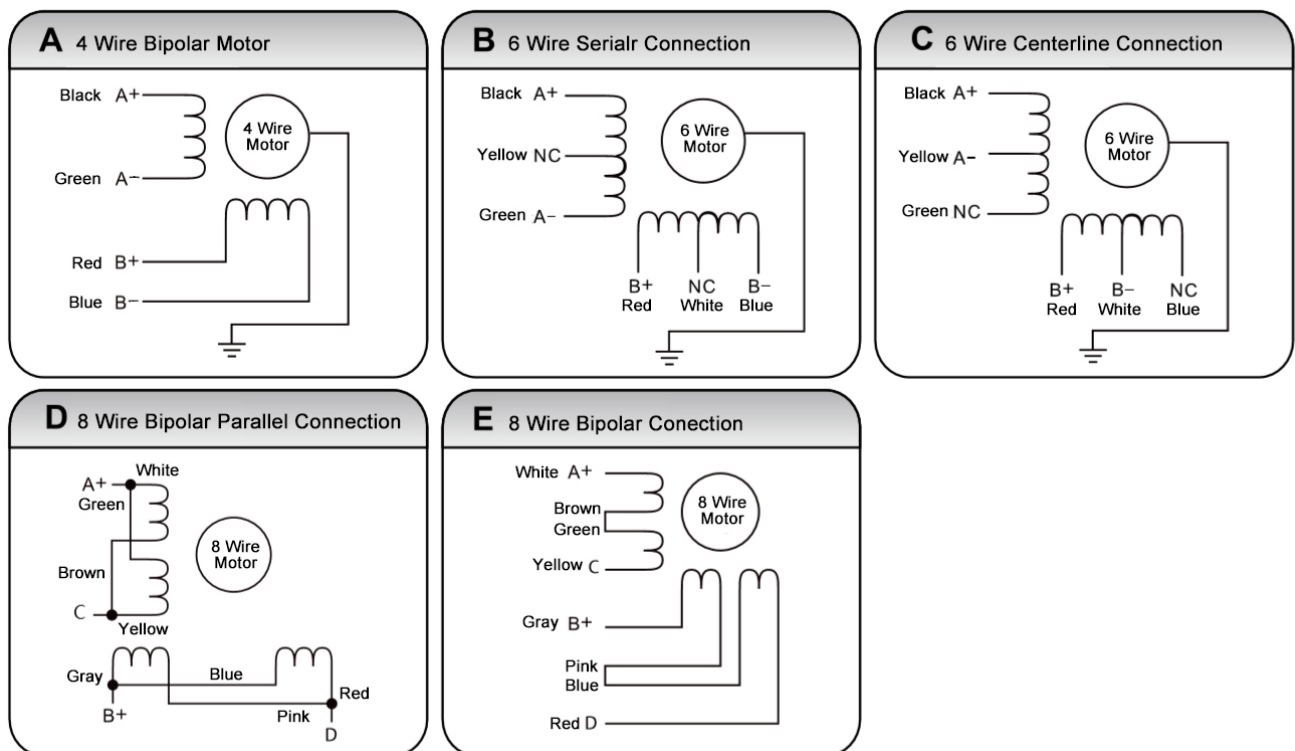 A 4 Wire Bipolar Motor
Black A+
4 Wire
Motor
Green A−
Red B+
Blue B−
B 6 Wire Serialr Connection
Black A+
Yellow NC
6 Wire
Motor
Green A−
B+ NC B−
Red White Blue
C 6 Wire Centerline Connection
Black A+
Yellow A−
6 Wire
Motor
Green NC
B+ B− NC
Red White Blue
D 8 Wire Bipolar Parallel Connection
White
A+
Green
8 Wire
Motor
Brown
C
Yellow
Gray
Blue
Red
B+
Pink
D
E 8 Wire Bipolar Conection
White A+
Brown
Green
8 Wire
Motor
Yellow C
Gray B+
Pink
Blue
Red D